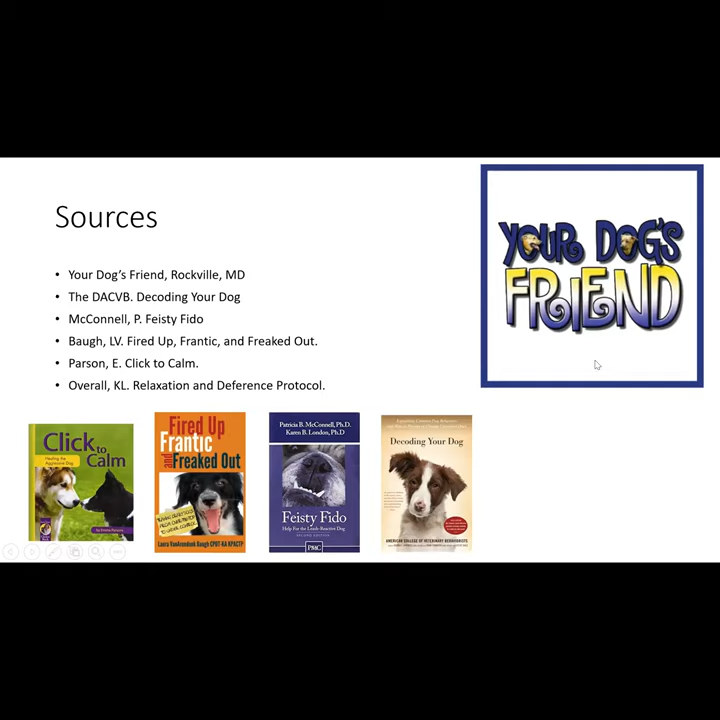 Sources
YOUR DOG'S
FRIEND
• Your Dog's Friend, Rockville, MD
• The DACVB. Decoding Your Dog
• McConnell, P. Feisty Fido
• Baugh, LV. Fired Up, Frantic, and Freaked Out.
• Parson, E. Click to Calm.
• Overall, KL. Relaxation and Deference Protocol.
Click to
Calm
Healing the
Aggressive Dog
Fired Up
Frantic
and Freaked Out
Laura VanArendonk Baugh CPDT-KA KPACTP
Patricia B. McConnell, Ph.D.
Karen B. London, Ph.D
Feisty Fido
Help For the Leash-Reactive Dog
SECOND EDITION
Decoding Your Dog
AMERICAN COLLEGE OF VETERINARY BEHAVIORISTS